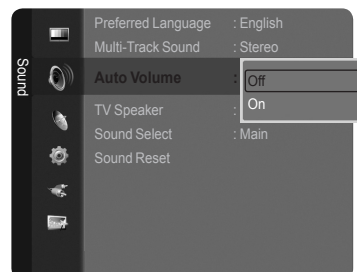 Sound
Preferred Language : English
Multi-Track Sound : Stereo
Auto Volume :
Off
On
TV Speaker :
Sound Select : Main
Sound Reset